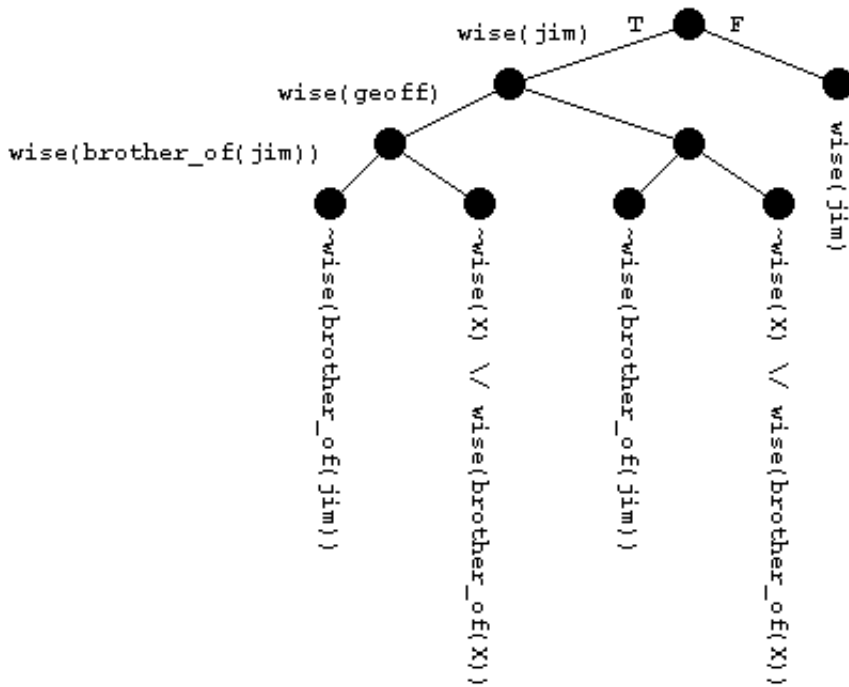 wise(jim) T F
wise(geoff)
wise(brother_of(jim))
~wise(brother_of(jim))
~wise(X) \/ wise(brother_of(X))
~wise(brother_of(jim))
~wise(X) \/ wise(brother_of(X))
wise(jim)